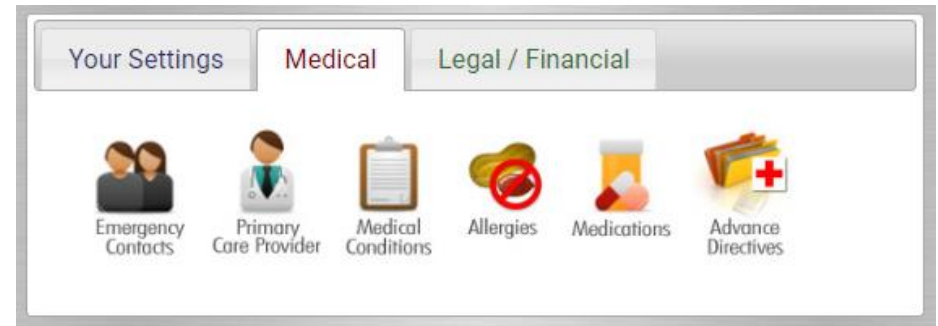 Your Settings
Medical
Legal / Financial
Emergency
Contacts
Primary
Care Provider
Medical
Conditions
Allergies
Medications
Advance
Directives